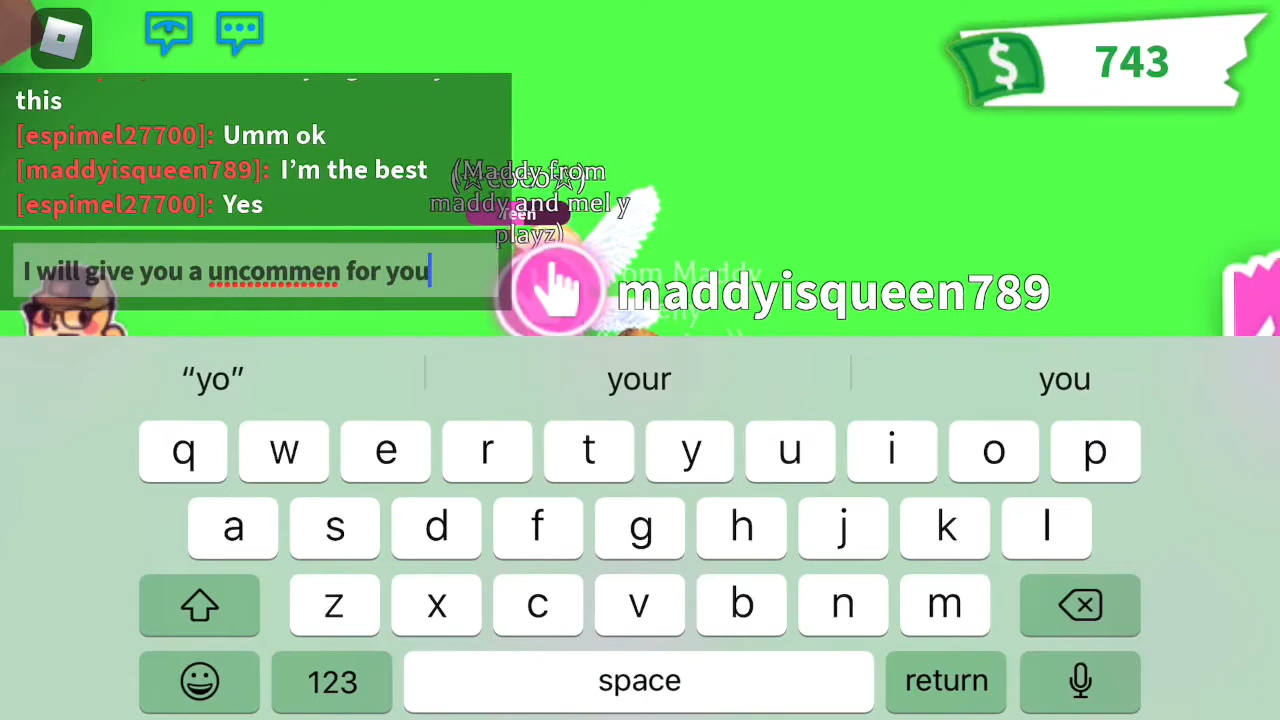 743
this
[espimel27700]: Umm ok
[maddyisqueen789]: I’m the best
[espimel27700]: Yes
(Maddy from
maddy and mel y
playz)
I will give you a uncommen for you
maddyisqueen789
“yo” your you
q w e r t y u i o p
a s d f g h j k l
z x c v b n m
123 space return